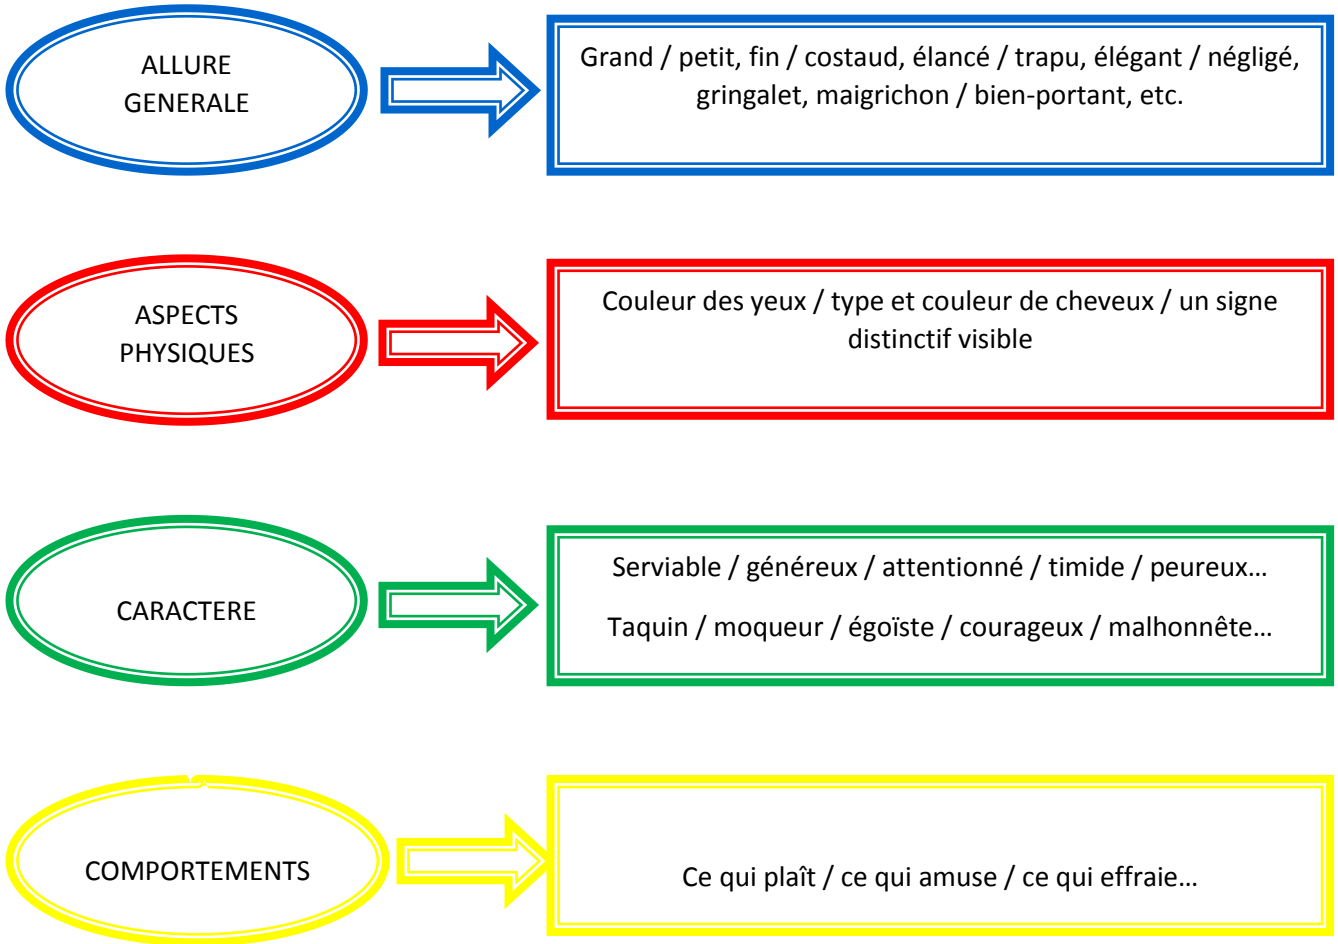 ALLURE
GENERALE
Grand / petit, fin / costaud, élancé / trapu, élégant / négligé,
gringalet, maigrichon / bien-portant, etc.
ASPECTS
PHYSIQUES
Couleur des yeux / type et couleur de cheveux / un signe
distinctif visible
CARACTERE
Serviable / généreux / attentionné / timide / peureux…
Taquin / moqueur / égoïste / courageux / malhonnête…
COMPORTEMENTS
Ce qui plaît / ce qui amuse / ce qui effraie…